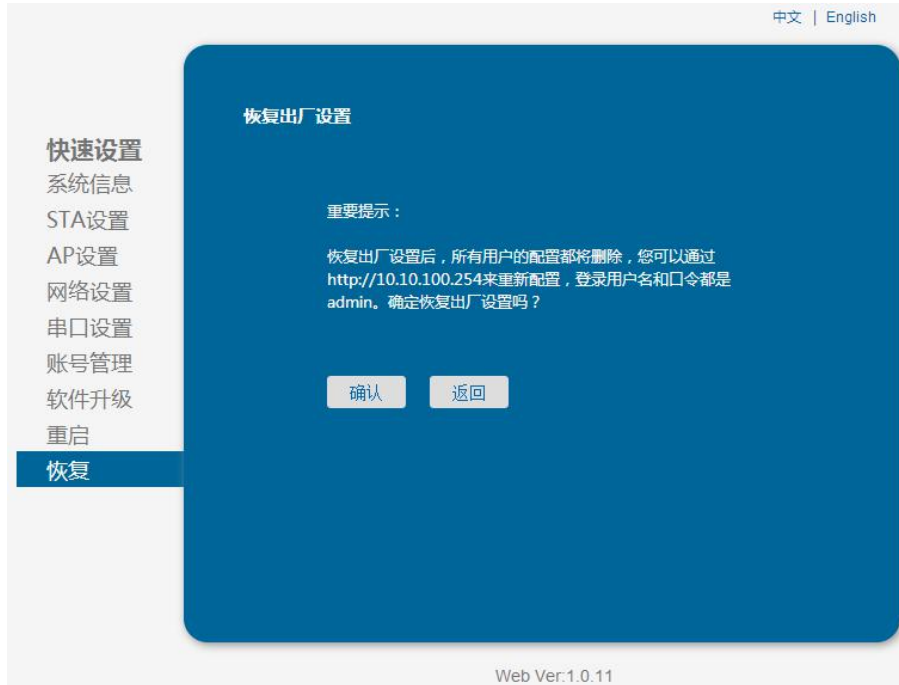 中文 | English
恢复出厂设置
快速设置
系统信息
STA设置
AP设置
网络设置
串口设置
账号管理
软件升级
重启
恢复
重要提示：
恢复出厂设置后，所有用户的配置都将删除，您可以通过
http://10.10.100.254来重新配置，登录用户名和口令都是
admin。确定恢复出厂设置吗？
确认 返回
Web Ver:1.0.11